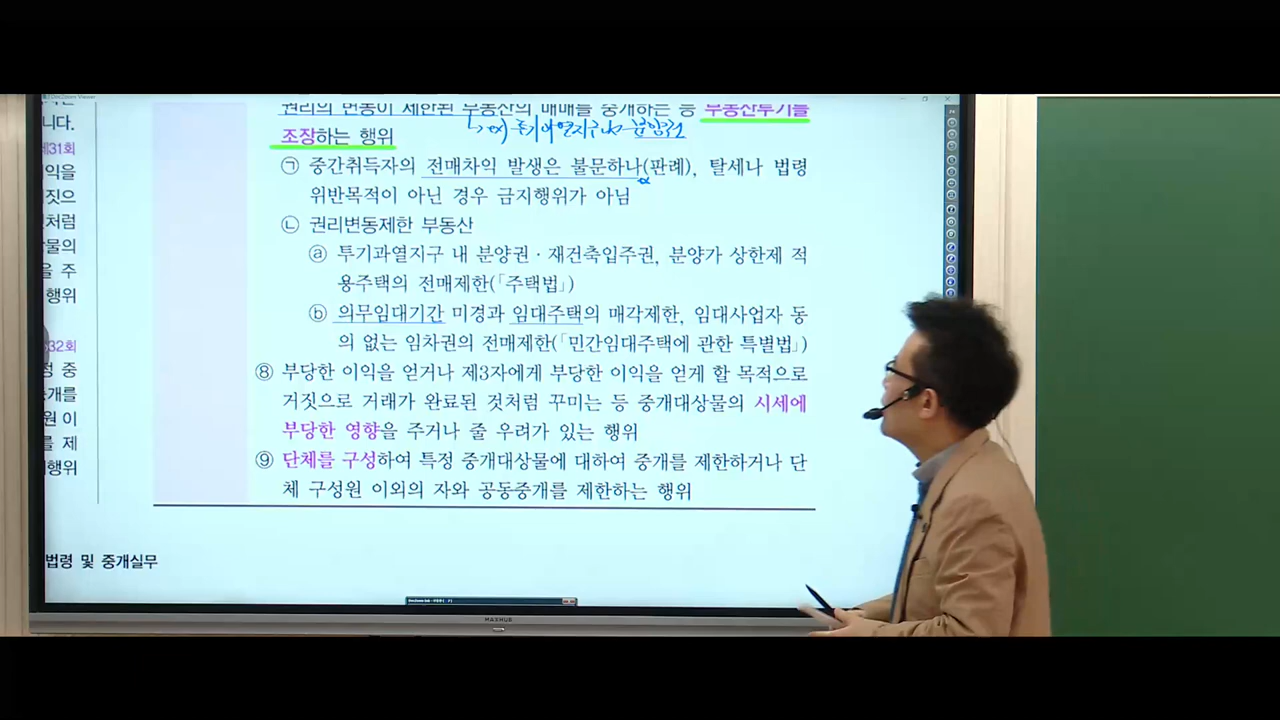 니다.
제31회
익을
짓으
처럼
물의
을 주
행위
32회
정 중
개를
원 이
를 제
행위
권리의 변동이 제한된 부동산의 매매를 중개하는 등 부동산투기를
조장하는 행위
ex) 투기과열지구내 분양권
㉠ 중간취득자의 전매차익 발생은 불문하나(판례), 탈세나 법령
위반목적이 아닌 경우 금지행위가 아님
㉡ 권리변동제한 부동산
ⓐ 투기과열지구 내 분양권·재건축입주권, 분양가 상한제 적
용주택의 전매제한(「주택법」)
ⓑ 의무임대기간 미경과 임대주택의 매각제한, 임대사업자 동
의 없는 임차권의 전매제한(「민간임대주택에 관한 특별법」)
⑧ 부당한 이익을 얻거나 제3자에게 부당한 이익을 얻게 할 목적으로
거짓으로 거래가 완료된 것처럼 꾸미는 등 중개대상물의 시세에
부당한 영향을 주거나 줄 우려가 있는 행위
⑨ 단체를 구성하여 특정 중개대상물에 대하여 중개를 제한하거나 단
체 구성원 이외의 자와 공동중개를 제한하는 행위
법령 및 중개실무
MAXHUB